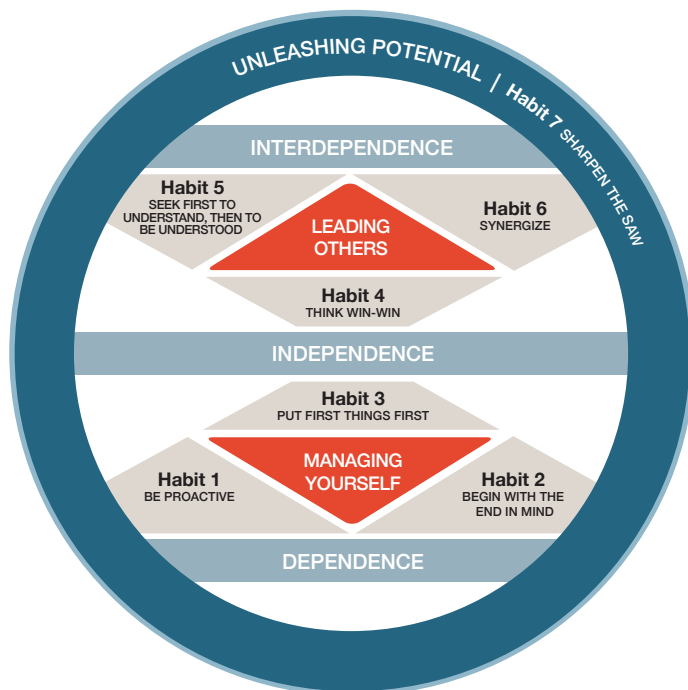 UNLEASHING POTENTIAL | Habit 7 SHARPEN THE SAW
INTERDEPENDENCE
Habit 5
SEEK FIRST TO
UNDERSTAND, THEN TO
BE UNDERSTOOD
LEADING
OTHERS
Habit 6
SYNERGIZE
Habit 4
THINK WIN-WIN
INDEPENDENCE
Habit 3
PUT FIRST THINGS FIRST
Habit 1
BE PROACTIVE
MANAGING
YOURSELF
Habit 2
BEGIN WITH THE
END IN MIND
DEPENDENCE